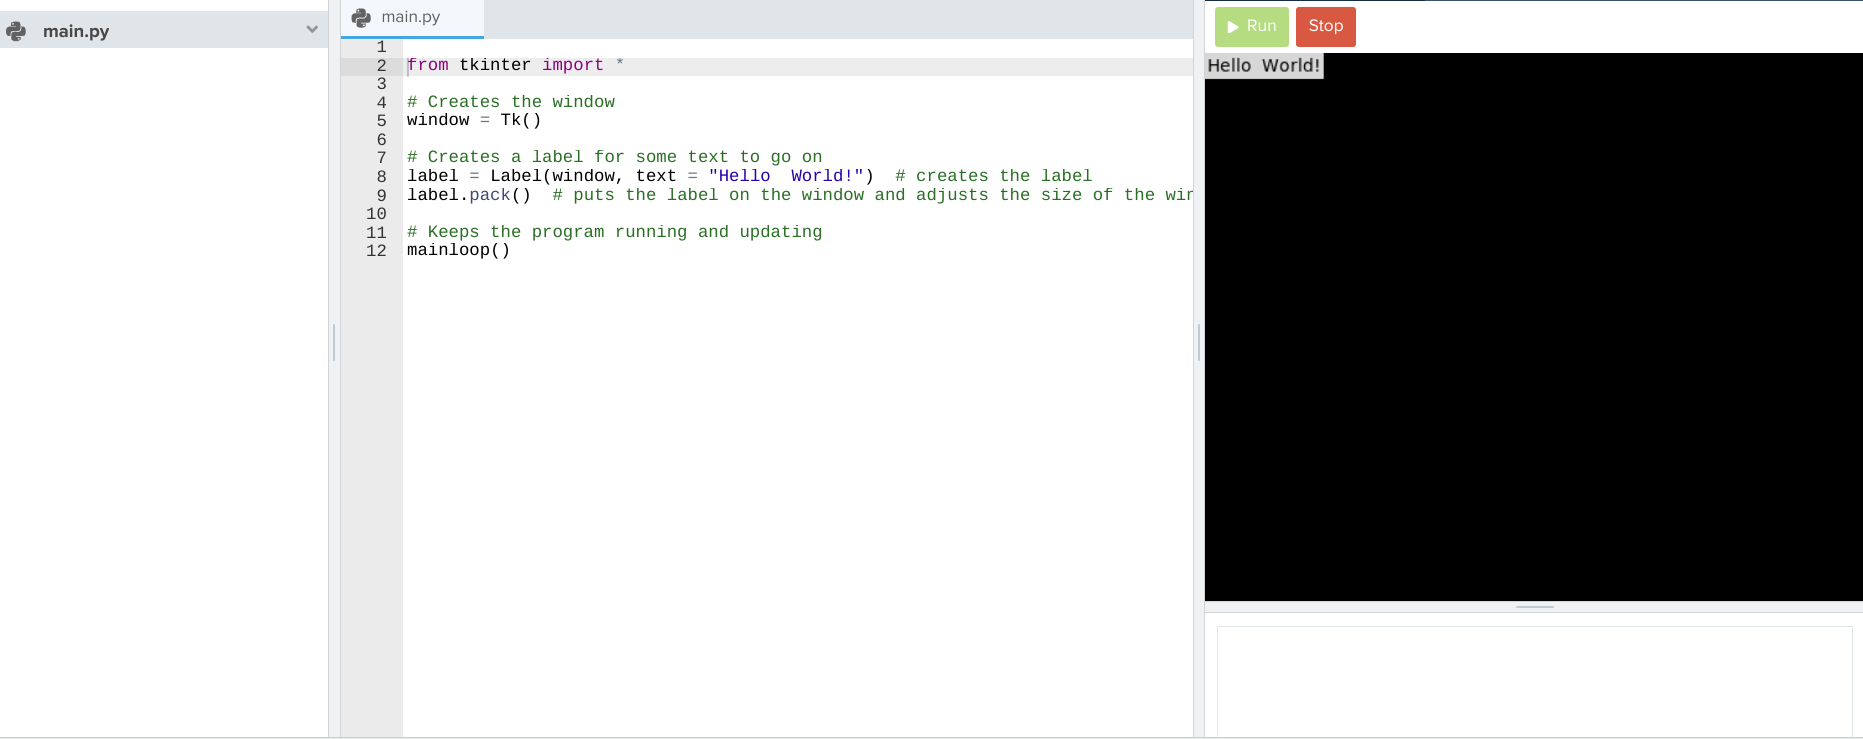 main.py
main.py
1
2 from tkinter import *
3
4 # Creates the window
5 window = Tk()
6
7 # Creates a label for some text to go on
8 label = Label(window, text = "Hello  World!")  # creates the label
9 label.pack()  # puts the label on the window and adjusts the size of the win
10
11 # Keeps the program running and updating
12 mainloop()
Run Stop
Hello  World!